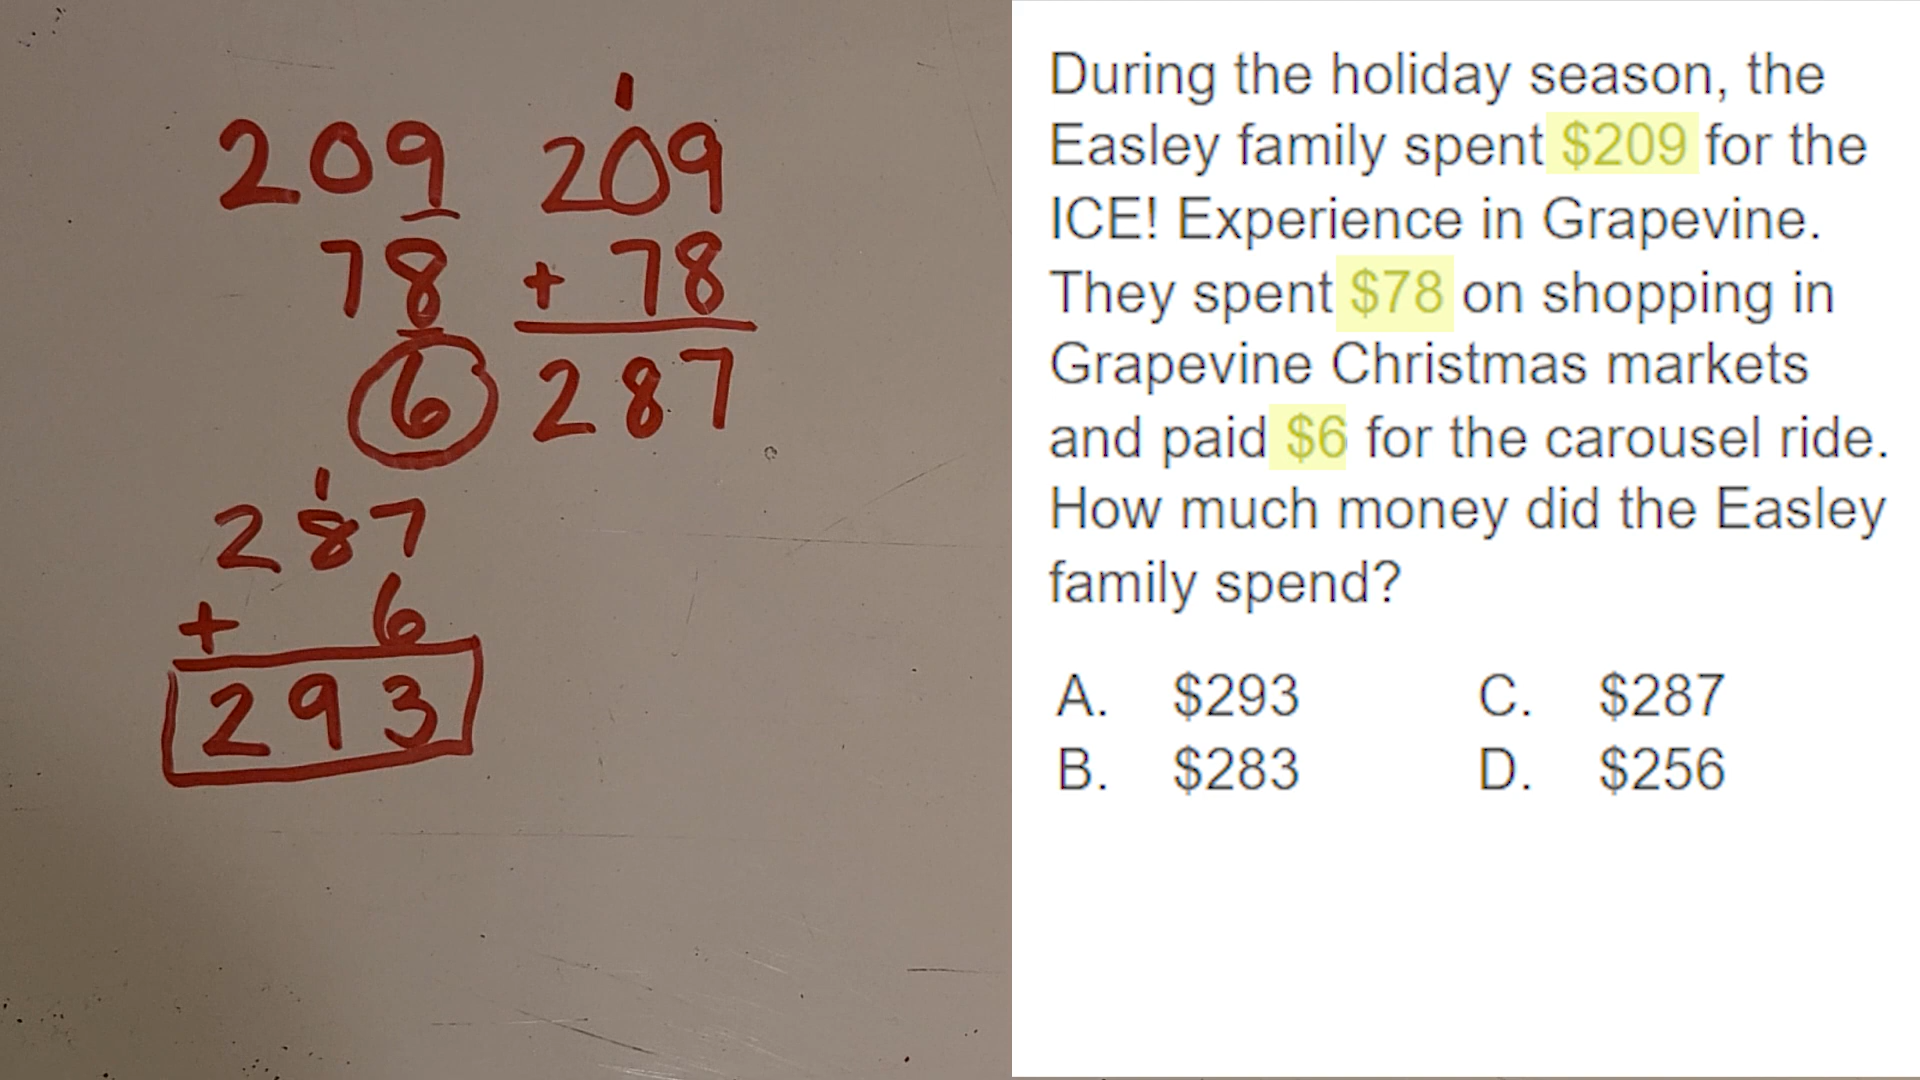 209
78
6
1
209
+ 78
287
1
287
+ 6
293
During the holiday season, the
Easley family spent $209 for the
ICE! Experience in Grapevine.
They spent $78 on shopping in
Grapevine Christmas markets
and paid $6 for the carousel ride.
How much money did the Easley
family spend?
A. $293 C. $287
B. $283 D. $256